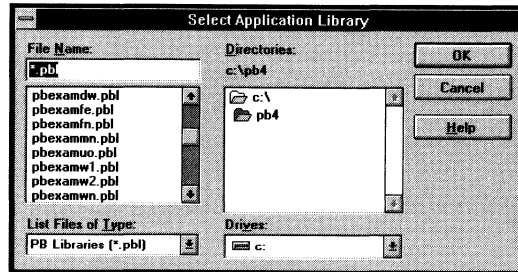 Select Application Library
File Name:
*.pbl
pbexamdw.pbl
pbexamfe.pbl
pbexamfn.pbl
pbexammn.pbl
pbexamuo.pbl
pbexamw1.pbl
pbexamw2.pbl
pbexamwn.pbl
List Files of Type:
PB Libraries (*.pbl)
Directories:
c:\pb4
c:\
pb4
Drives:
c:
OK
Cancel
Help